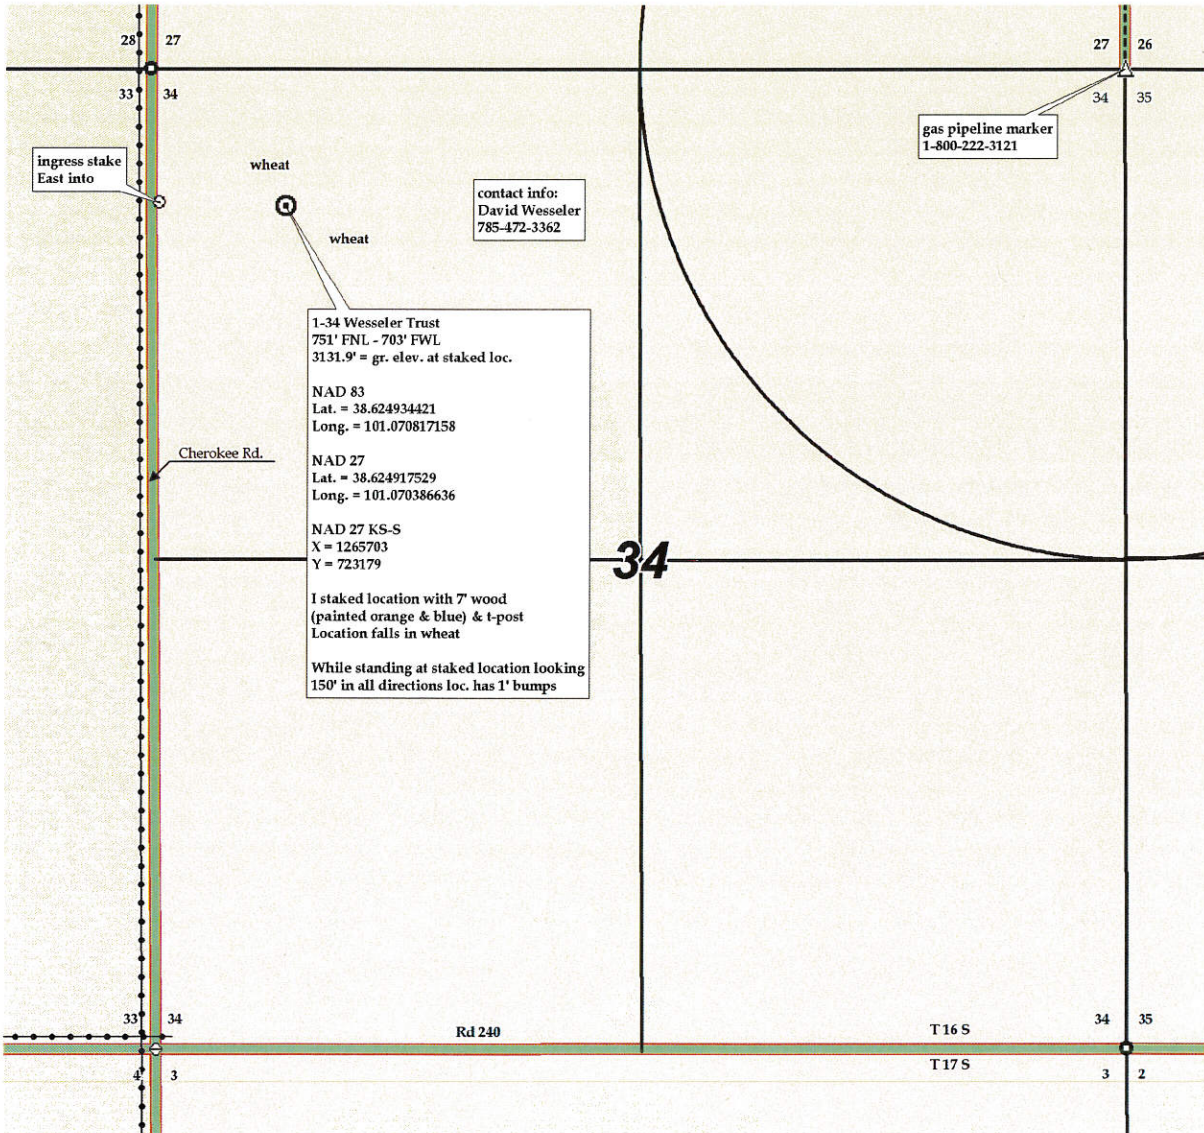 28 27
27 26
33 34
34 35
gas pipeline marker
1-800-222-3121
ingress stake
East into
wheat
contact info:
David Wesseler
785-472-3362
wheat
1-34 Wesseler Trust
751' FNL - 703' FWL
3131.9' = gr. elev. at staked loc.
NAD 83
Lat. = 38.624934421
Long. = 101.070817158
NAD 27
Lat. = 38.624917529
Long. = 101.070386636
NAD 27 KS-S
X = 1265703
Y = 723179
I staked location with 7' wood
(painted orange & blue) & t-post
Location falls in wheat
While standing at staked location looking
150' in all directions loc. has 1' bumps
Cherokee Rd.
34
33 34
34 35
Rd 240
T 16 S
T 17 S
4 3
3 2